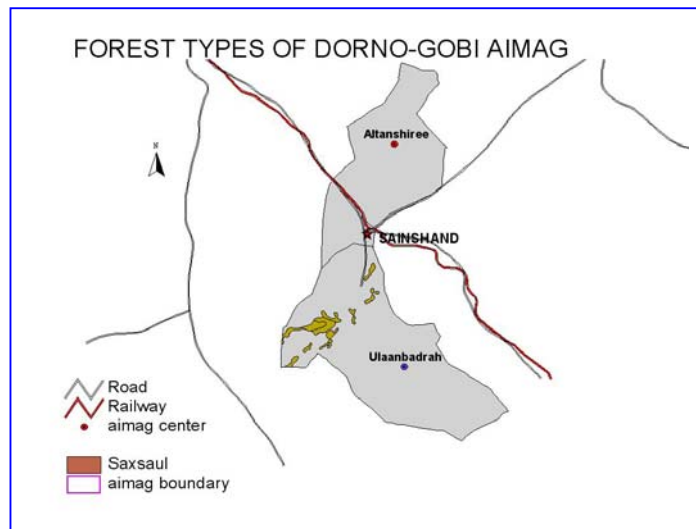 FOREST TYPES OF DORNO-GOBI AIMAG
Altanshiree
N
SAINSHAND
Ulaanbadrah
Road
Railway
aimag center
Saxsaul
aimag boundary